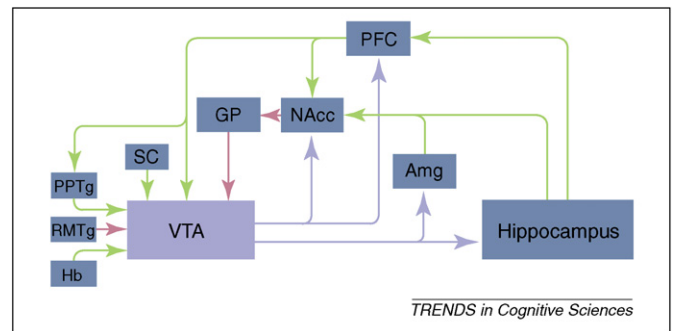 PFC
GP
NAcc
SC
Amg
PPTg
RMTg
VTA
Hippocampus
Hb
TRENDS in Cognitive Sciences